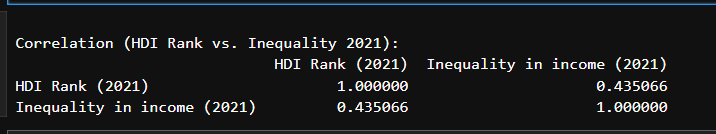 Correlation (HDI Rank vs. Inequality 2021):
HDI Rank (2021)  Inequality in income (2021)
HDI Rank (2021)  1.000000  0.435066
Inequality in income (2021)  0.435066  1.000000